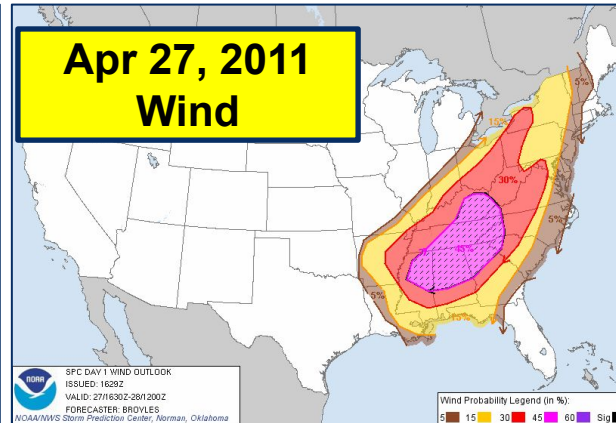 Apr 27, 2011
Wind
5%
15%
30%
5%
45%
5%
15%
NOAA
SPC DAY 1 WIND OUTLOOK
ISSUED: 1629Z
VALID: 27/1630Z-28/1200Z
FORECASTER: BROYLES
NOAA/NWS Storm Prediction Center, Norman, Oklahoma
Wind Probability Legend (in %):
5 15 30 45 60 Sig